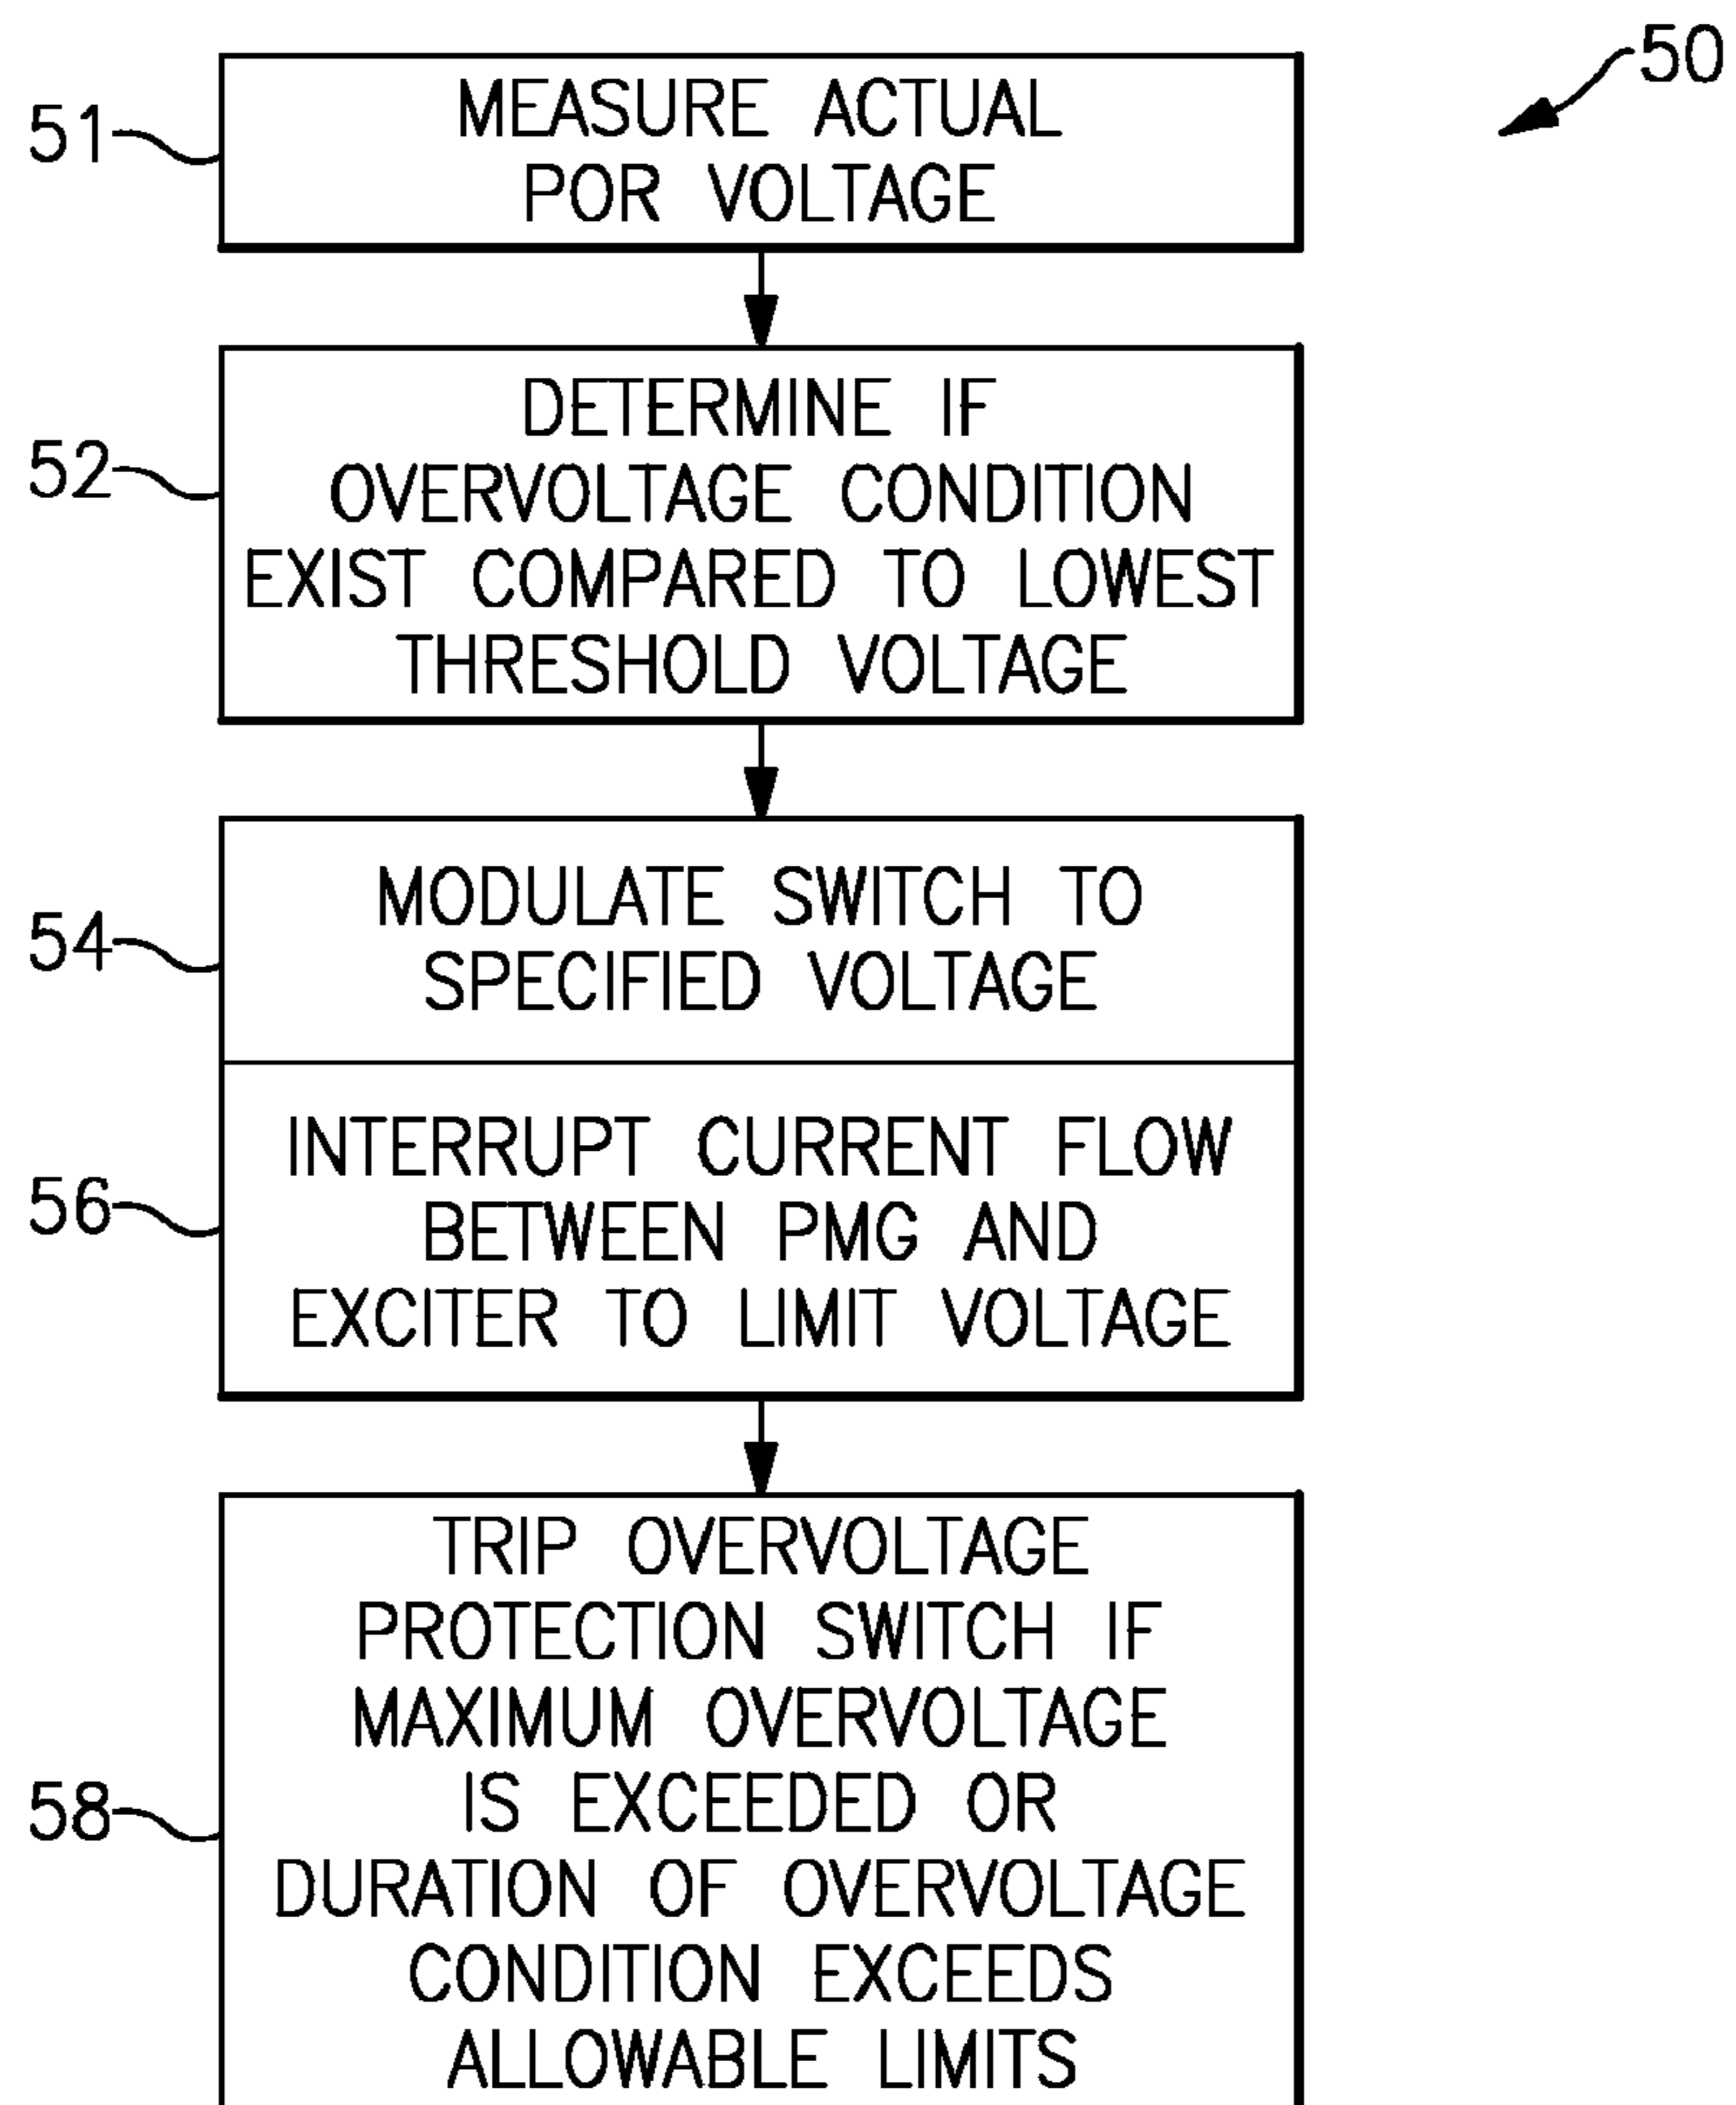 50
51
MEASURE ACTUAL
POR VOLTAGE
52
DETERMINE IF
OVERVOLTAGE CONDITION
EXIST COMPARED TO LOWEST
THRESHOLD VOLTAGE
54
MODULATE SWITCH TO
SPECIFIED VOLTAGE
56
INTERRUPT CURRENT FLOW
BETWEEN PMG AND
EXCITER TO LIMIT VOLTAGE
58
TRIP OVERVOLTAGE
PROTECTION SWITCH IF
MAXIMUM OVERVOLTAGE
IS EXCEEDED OR
DURATION OF OVERVOLTAGE
CONDITION EXCEEDS
ALLOWABLE LIMITS